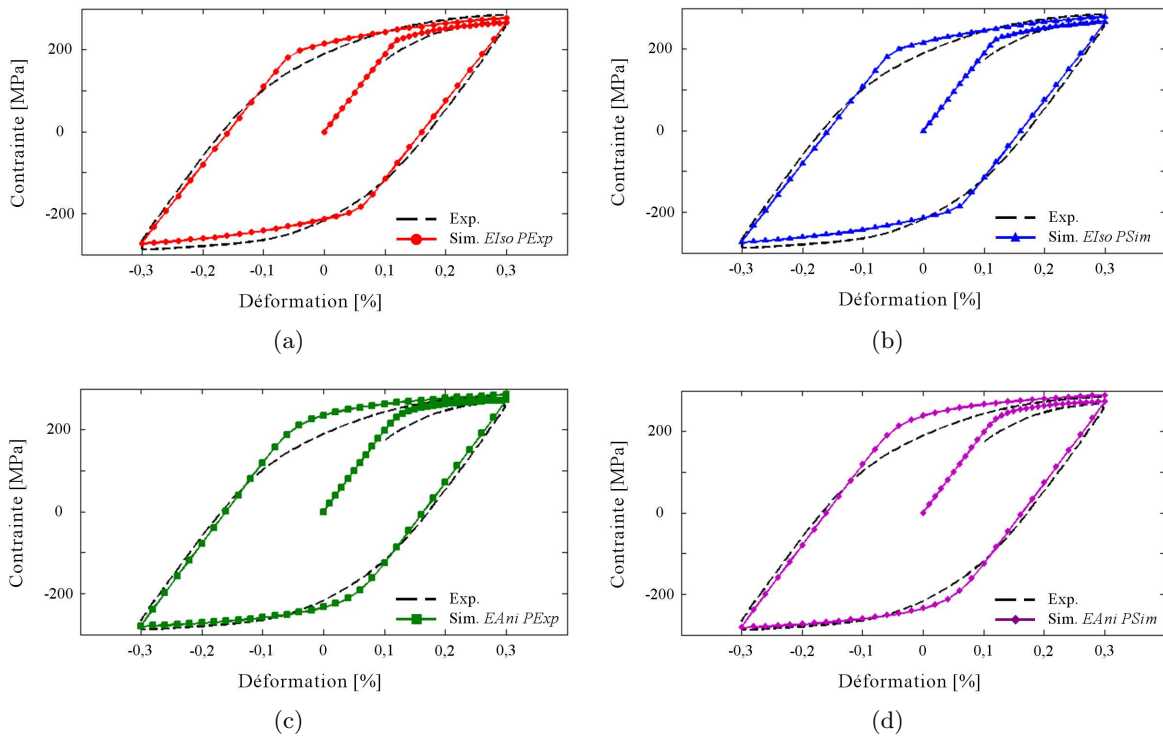 Contrainte [MPa]
200
0
-200
Exp.
Sim. EIso PExp
-0,3 -0,2 -0,1 0 0,1 0,2 0,3
Déformation [%]
(a)
Contrainte [MPa]
200
0
-200
Exp.
Sim. EIso PSim
-0,3 -0,2 -0,1 0 0,1 0,2 0,3
Déformation [%]
(b)
Contrainte [MPa]
200
0
-200
Exp.
Sim. EAni PExp
-0,3 -0,2 -0,1 0 0,1 0,2 0,3
Déformation [%]
(c)
Contrainte [MPa]
200
0
-200
Exp.
Sim. EAni PSim
-0,3 -0,2 -0,1 0 0,1 0,2 0,3
Déformation [%]
(d)